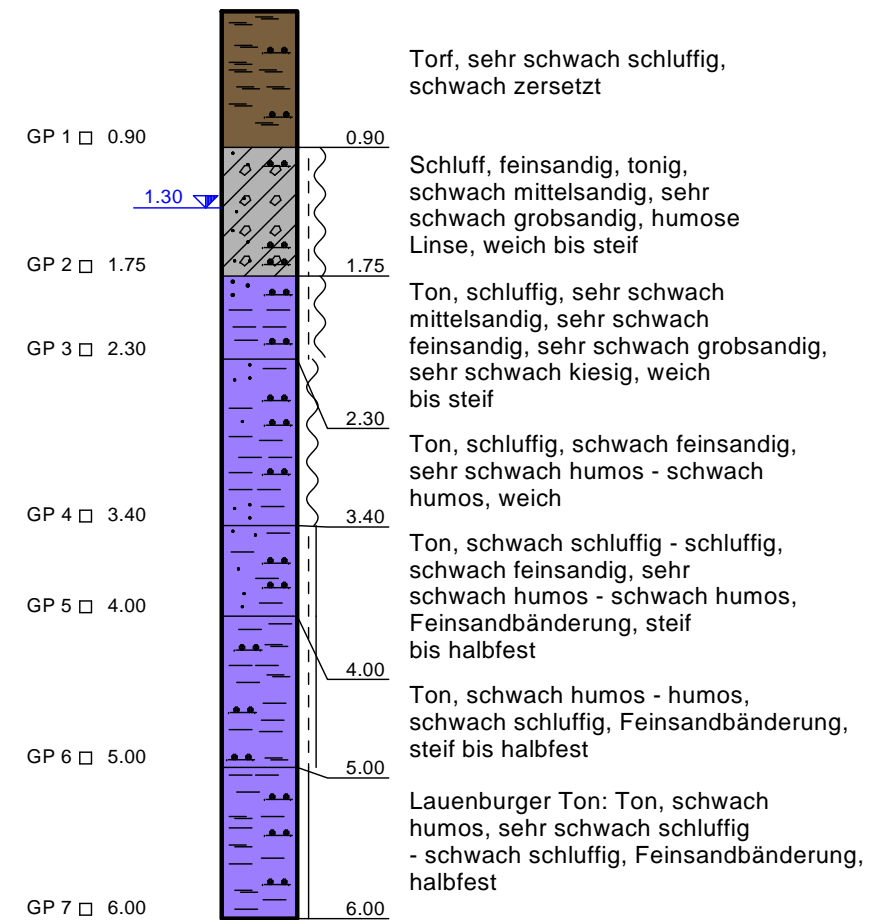 Torf, sehr schwach schluffig,
schwach zersetzt
GP 1 0.90
0.90
Schluff, feinsandig, tonig,
schwach mittelsandig, sehr
schwach grobsandig, humose
Linse, weich bis steif
1.30
GP 2 1.75
1.75
Ton, schluffig, sehr schwach
mittelsandig, sehr schwach
feinsandig, sehr schwach grobsandig,
sehr schwach kiesig, weich
bis steif
GP 3 2.30
2.30
Ton, schluffig, schwach feinsandig,
sehr schwach humos - schwach
humos, weich
GP 4 3.40
3.40
Ton, schwach schluffig - schluffig,
schwach feinsandig, sehr
schwach humos - schwach humos,
Feinsandbänderung, steif
bis halbfest
GP 5 4.00
4.00
Ton, schwach humos - humos,
schwach schluffig, Feinsandbänderung,
steif bis halbfest
GP 6 5.00
5.00
Lauenburger Ton: Ton, schwach
humos, sehr schwach schluffig
- schwach schluffig, Feinsandbänderung,
halbfest
GP 7 6.00
6.00